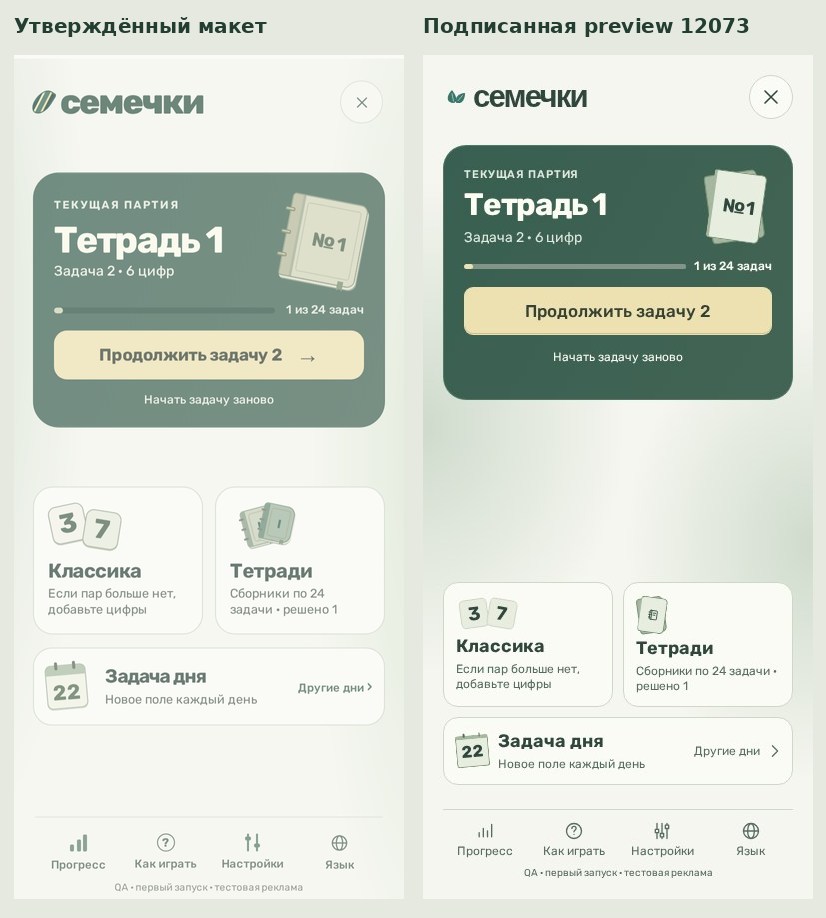 Утверждённый макет
семечки
ТЕКУЩАЯ ПАРТИЯ
Тетрадь 1
Задача 2 • 6 цифр
№1
1 из 24 задач
Продолжить задачу 2 →
Начать задачу заново
3 7
Классика
Если пар больше нет,
добавьте цифры
Тетради
Сборники по 24
задачи • решено 1
22
Задача дня
Новое поле каждый день
Другие дни ›
Прогресс
Как играть
Настройки
Язык
QA • первый запуск • тестовая реклама
Подписанная preview 12073
семечки
ТЕКУЩАЯ ПАРТИЯ
Тетрадь 1
Задача 2 • 6 цифр
№1
1 из 24 задач
Продолжить задачу 2
Начать задачу заново
3 7
Классика
Если пар больше нет,
добавьте цифры
Тетради
Сборники по 24 задачи •
решено 1
22
Задача дня
Новое поле каждый день
Другие дни
Прогресс
Как играть
Настройки
Язык
QA • первый запуск • тестовая реклама